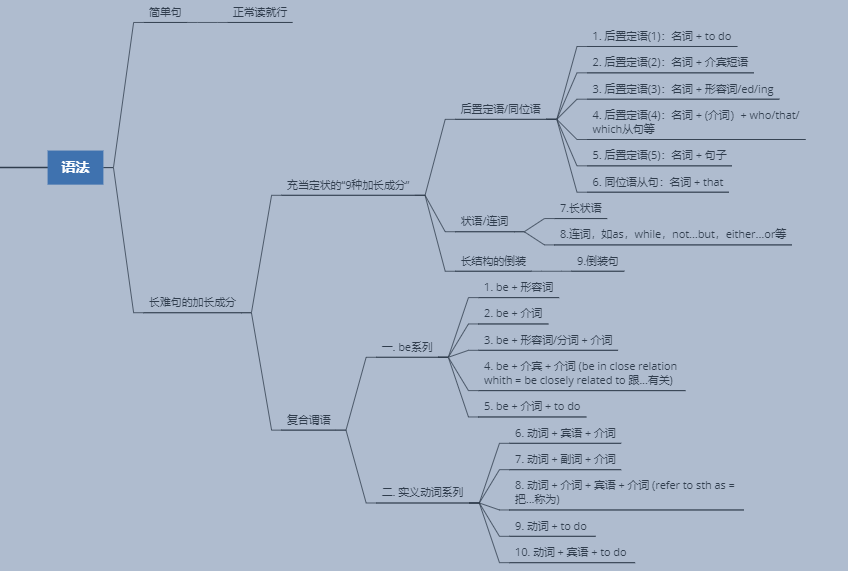 语法
简单句
正常读就行
长难句的加长成分
充当定状的“9种加长成分”
后置定语/同位语
1. 后置定语(1)：名词 + to do
2. 后置定语(2)：名词 + 介宾短语
3. 后置定语(3)：名词 + 形容词/ed/ing
4. 后置定语(4)：名词 + (介词）+ who/that/
which从句等
5. 后置定语(5)：名词 + 句子
6. 同位语从句：名词 + that
状语/连词
7.长状语
8.连词，如as，while，not...but，either...or等
长结构的倒装
9.倒装句
复合谓语
一. be系列
1. be + 形容词
2. be + 介词
3. be + 形容词/分词 + 介词
4. be + 介宾 + 介词 (be in close relation
whith = be closely related to 跟...有关)
5. be + 介词 + to do
二. 实义动词系列
6. 动词 + 宾语 + 介词
7. 动词 + 副词 + 介词
8. 动词 + 介词 + 宾语 + 介词 (refer to sth as =
把...称为)
9. 动词 + to do
10. 动词 + 宾语 + to do